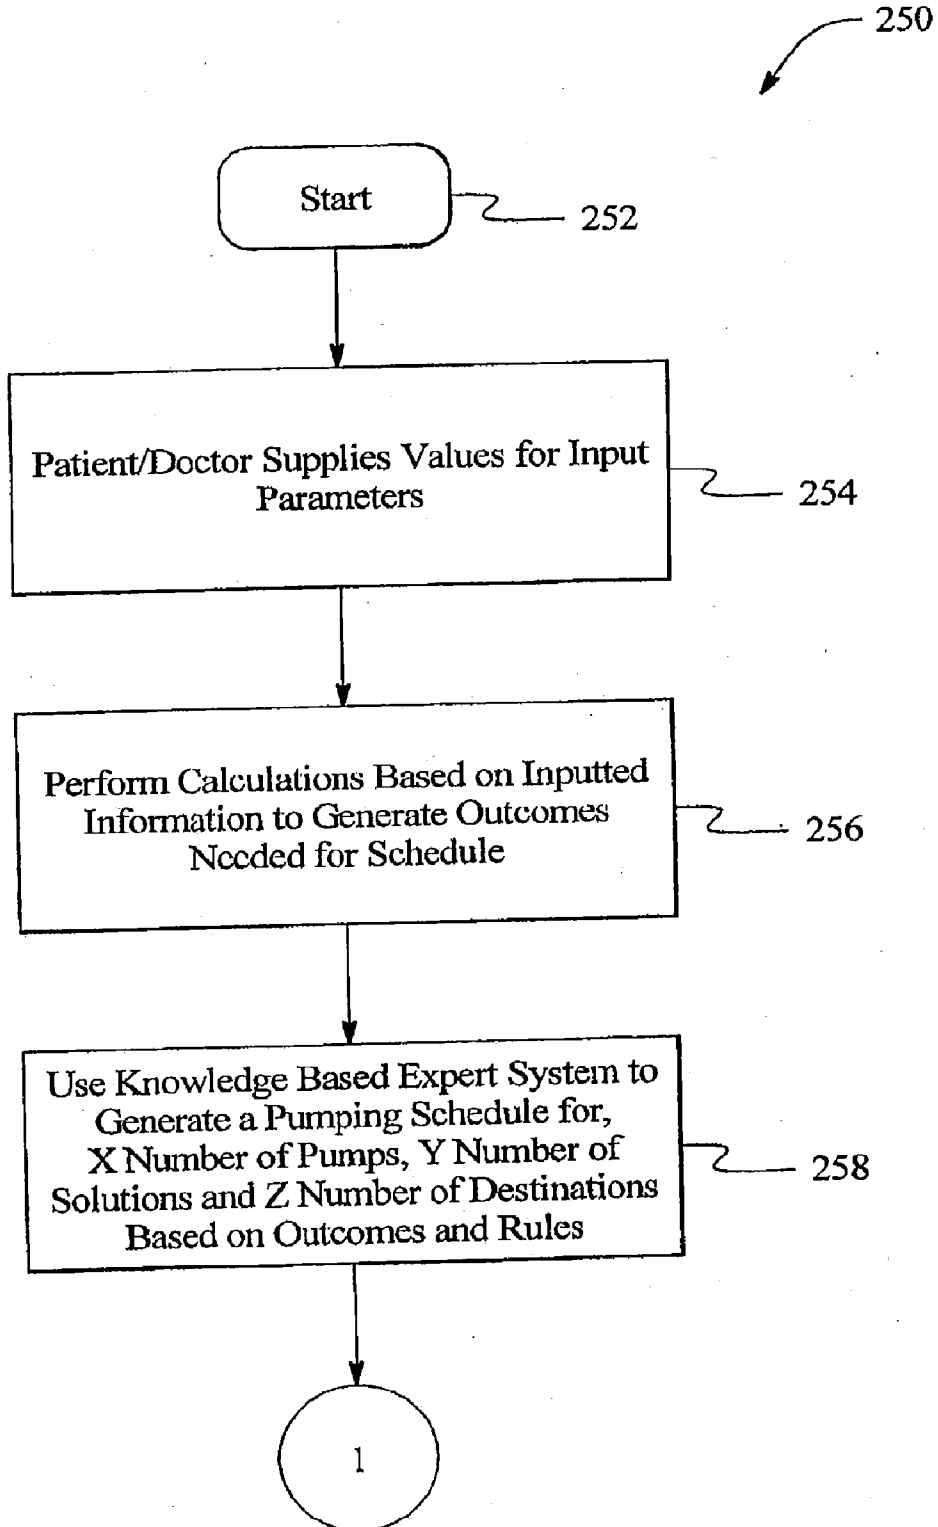 250
Start
252
Patient/Doctor Supplies Values for Input
Parameters
254
Perform Calculations Based on Inputted
Information to Generate Outcomes
Needed for Schedule
256
Use Knowledge Based Expert System to
Generate a Pumping Schedule for,
X Number of Pumps, Y Number of
Solutions and Z Number of Destinations
Based on Outcomes and Rules
258
1